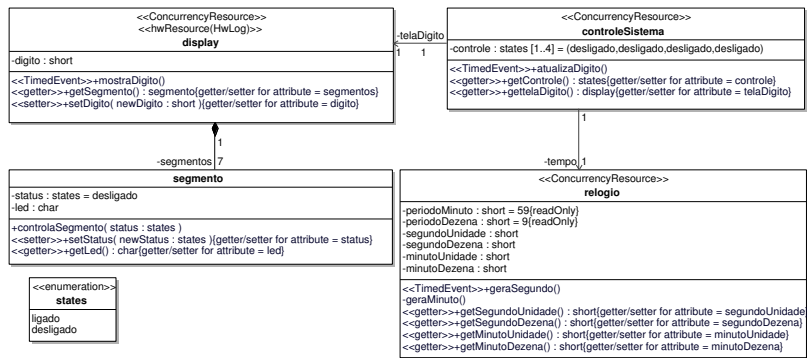 <<ConcurrencyResource>>
<<hwResource(HwLog)>>
display
-digito : short
<<TimedEvent>>+mostraDigito()
<<getter>>+getSegmento() : segmento{getter/setter for attribute = segmentos}
<<setter>>+setDigito( newDigito : short ){getter/setter for attribute = digito}
-telaDigito
1
1
<<ConcurrencyResource>>
controleSistema
-controle : states [1..4] = (desligado,desligado,desligado,desligado)
<<TimedEvent>>+atualizaDigito()
<<getter>>+getControle() : states{getter/setter for attribute = controle}
<<getter>>+gettelaDigito() : display{getter/setter for attribute = telaDigito}
1
-segmentos
7
1
-tempo
1
segmento
-status : states = desligado
-led : char
+controlaSegmento( status : states )
<<setter>>+setStatus( newStatus : states ){getter/setter for attribute = status}
<<getter>>+getLed() : char{getter/setter for attribute = led}
<<ConcurrencyResource>>
relogio
-periodoMinuto : short = 59{readOnly}
-periodoDezena : short = 9{readOnly}
-segundoUnidade : short
-segundoDezena : short
-minutoUnidade : short
-minutoDezena : short
<<TimedEvent>>+geraSegundo()
-geraMinuto()
<<getter>>+getSegundoUnidade() : short{getter/setter for attribute = segundoUnidade
<<getter>>+getSegundoDezena() : short{getter/setter for attribute = segundoDezena}
<<getter>>+getMinutoUnidade() : short{getter/setter for attribute = minutoUnidade}
<<getter>>+getMinutoDezena() : short{getter/setter for attribute = minutoDezena}
<<enumeration>>
states
ligado
desligado